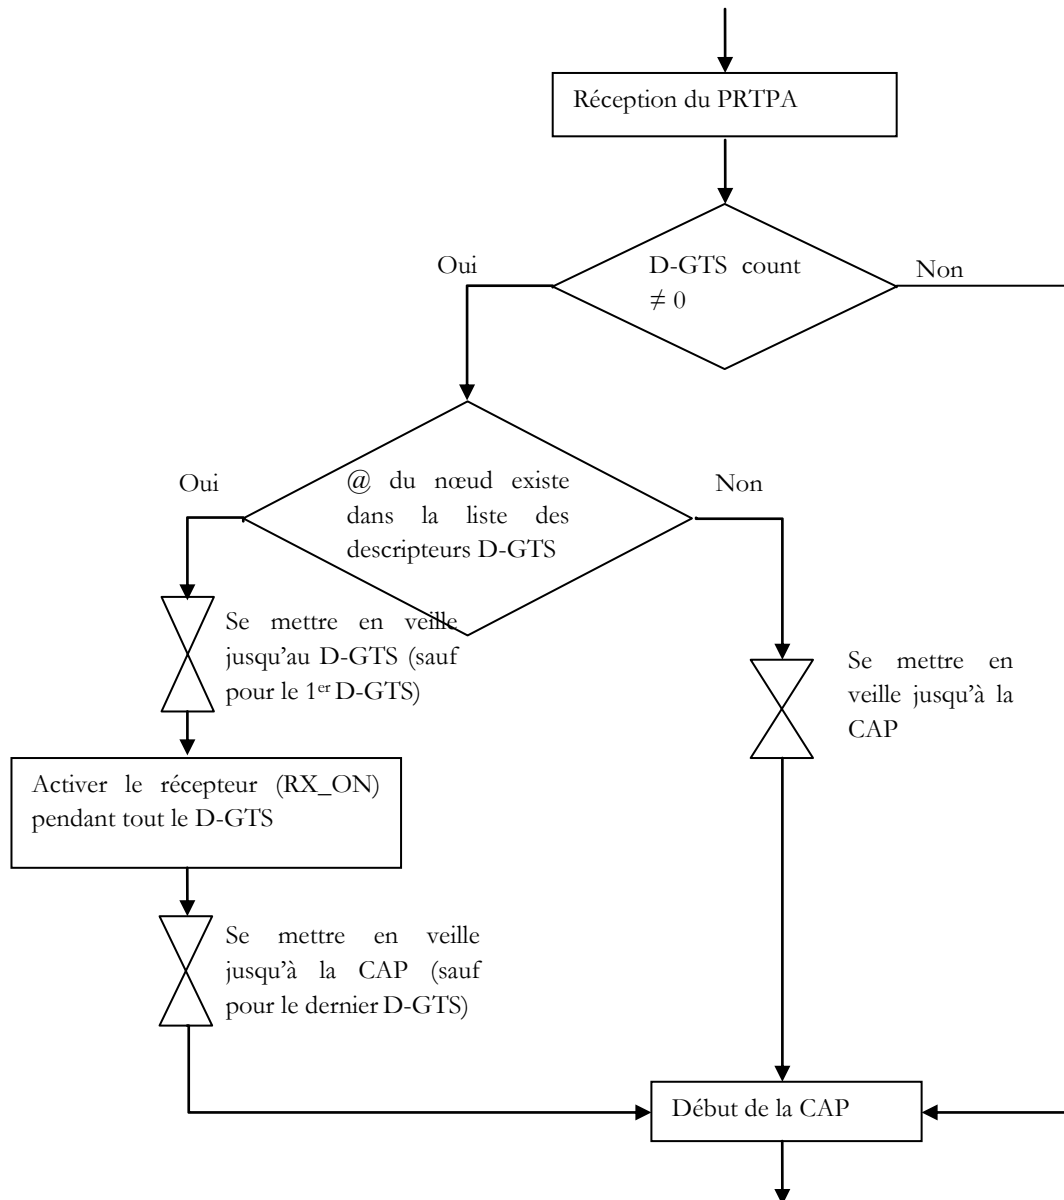 Réception du PRTPA
D-GTS count
≠ 0
Oui
Non
@ du nœud existe
dans la liste des
descripteurs D-GTS
Oui
Non
Se mettre en veille
jusqu'au D-GTS (sauf
pour le 1er D-GTS)
Se mettre en
veille jusqu'à la
CAP
Activer le récepteur (RX_ON)
pendant tout le D-GTS
Se mettre en veille
jusqu'à la CAP (sauf
pour le dernier D-GTS)
Début de la CAP